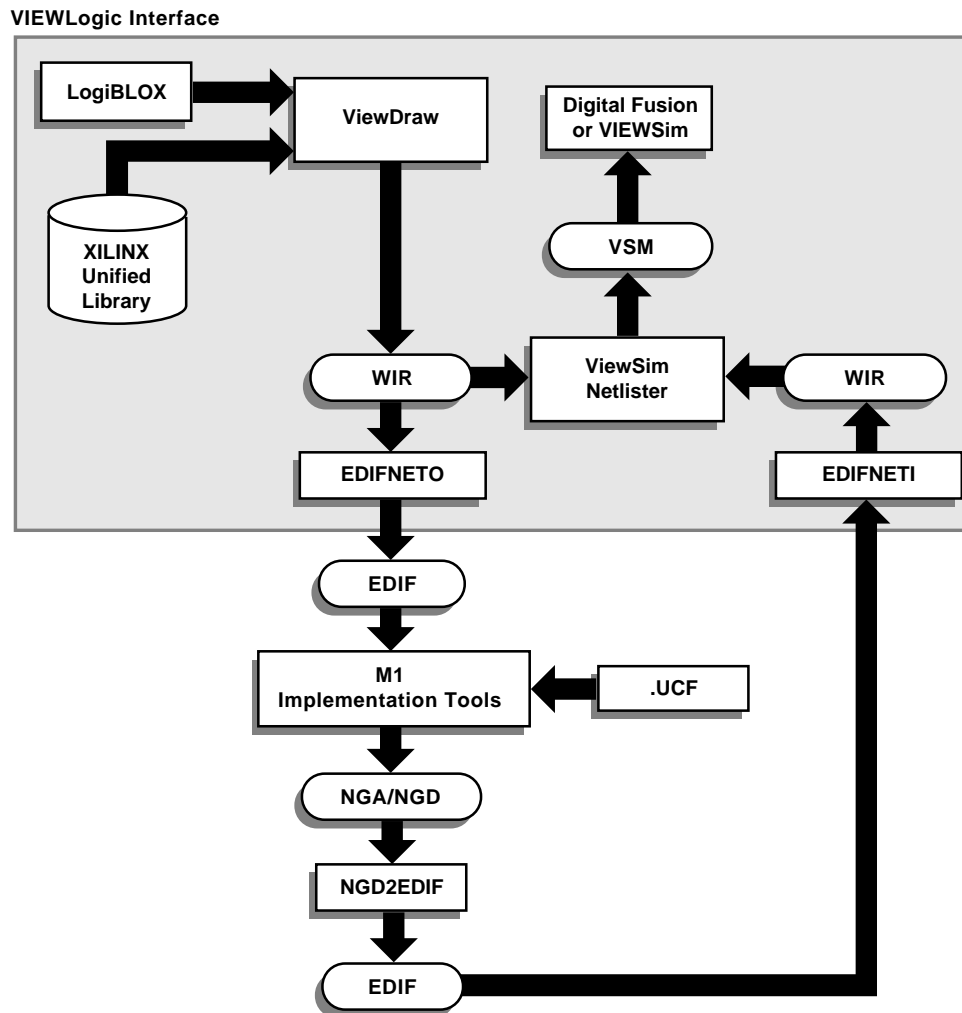 VIEWLogic Interface
LogiBLOX
ViewDraw
Digital Fusion
or VIEWSim
XILINX
Unified
Library
VSM
WIR
ViewSim
Netlister
WIR
EDIFNETO
EDIFNETI
EDIF
M1
Implementation Tools
.UCF
NGA/NGD
NGD2EDIF
EDIF